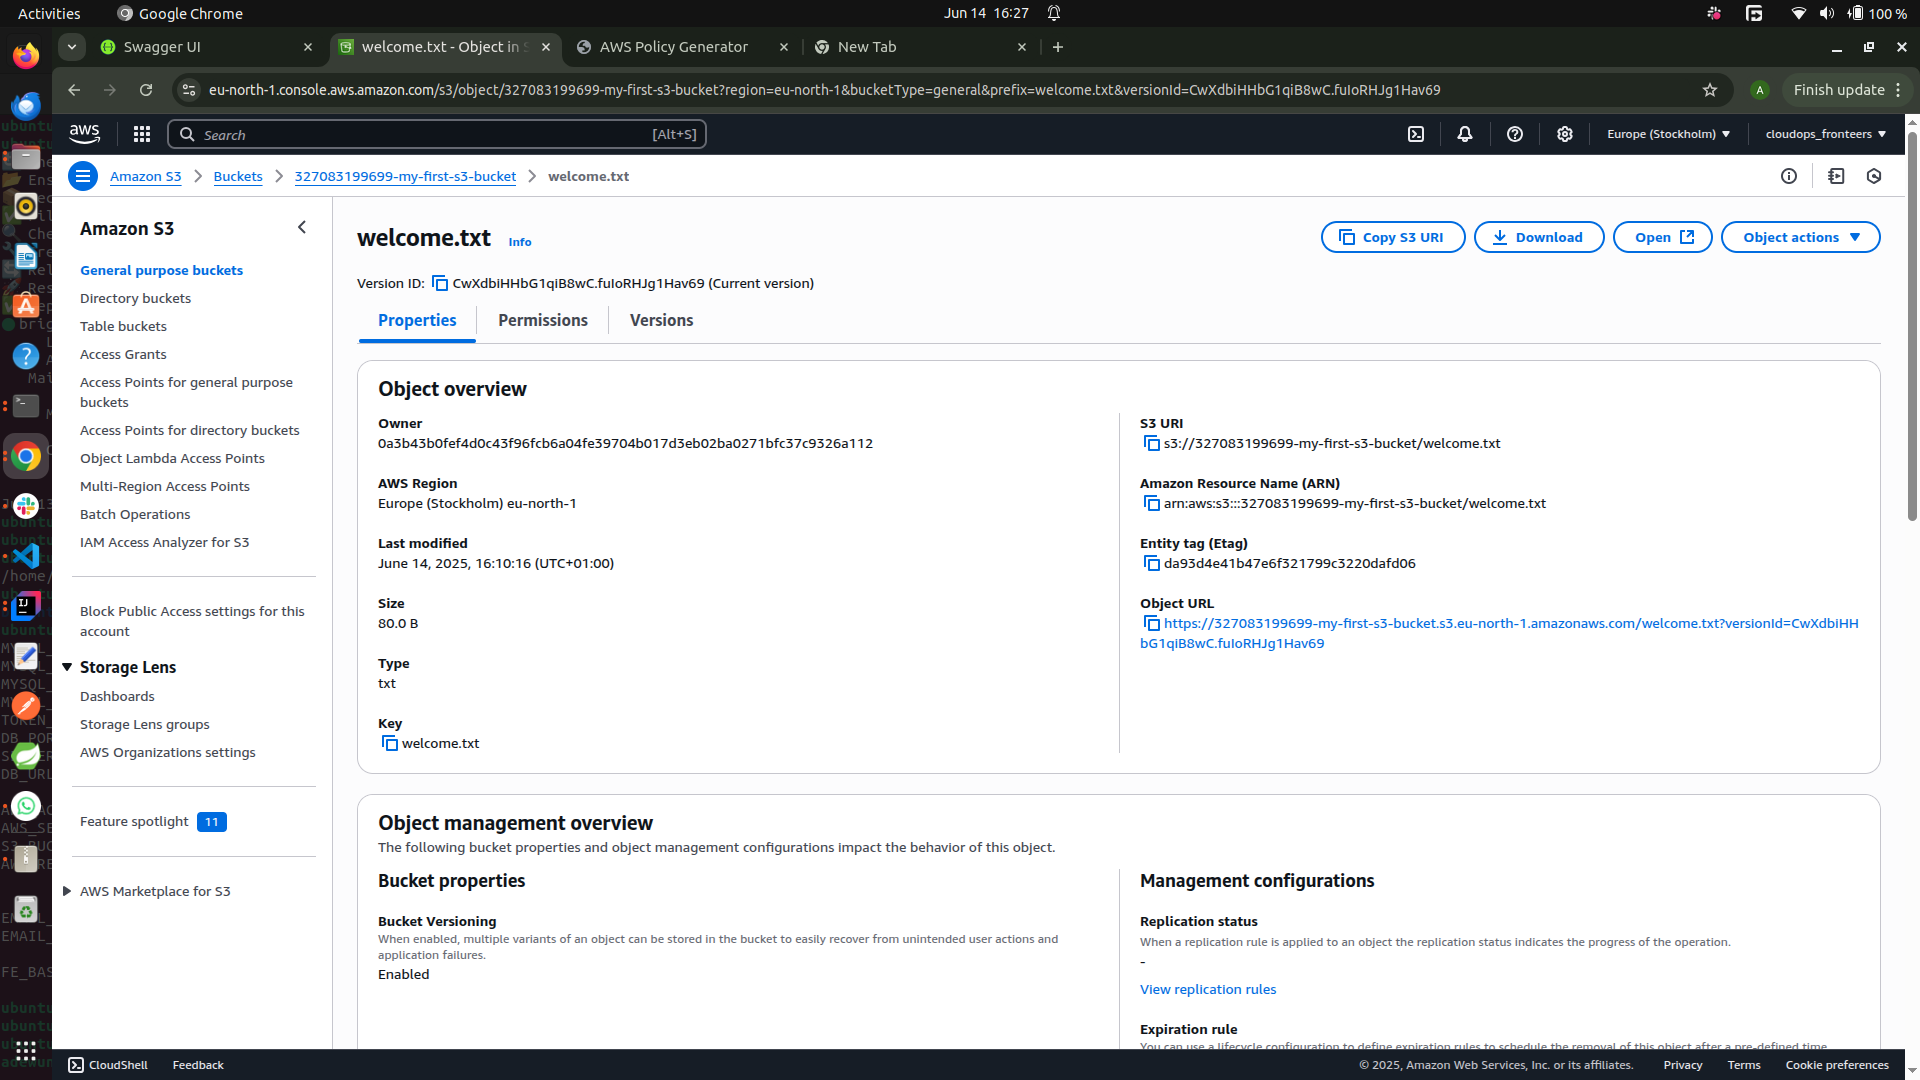 Activities
Google Chrome
Jun 14 16:27
100 %
Swagger UI
welcome.txt - Object in S
AWS Policy Generator
New Tab
eu-north-1.console.aws.amazon.com/s3/object/327083199699-my-first-s3-bucket?region=eu-north-1&bucketType=general&prefix=welcome.txt&versionId=CwXdbiHHbG1qiB8wC.fuIoRHJg1Hav69
A
Finish update
aws
Search
[Alt+S]
Europe (Stockholm)
cloudops_fronteers
Amazon S3
Buckets
327083199699-my-first-s3-bucket
welcome.txt
Amazon S3
General purpose buckets
Directory buckets
Table buckets
Access Grants
Access Points for general purpose
buckets
Access Points for directory buckets
Object Lambda Access Points
Multi-Region Access Points
Batch Operations
IAM Access Analyzer for S3
Block Public Access settings for this
account
Storage Lens
Dashboards
Storage Lens groups
AWS Organizations settings
Feature spotlight 11
AWS Marketplace for S3
welcome.txt Info
Copy S3 URI
Download
Open
Object actions
Version ID: CwXdbiHHbG1qiB8wC.fuIoRHJg1Hav69 (Current version)
Properties
Permissions
Versions
Object overview
Owner
0a3b43b0fef4d0c43f96fcb6a04fe39704b017d3eb02ba0271bfc37c9326a112
AWS Region
Europe (Stockholm) eu-north-1
Last modified
June 14, 2025, 16:10:16 (UTC+01:00)
Size
80.0 B
Type
txt
Key
welcome.txt
S3 URI
s3://327083199699-my-first-s3-bucket/welcome.txt
Amazon Resource Name (ARN)
arn:aws:s3:::327083199699-my-first-s3-bucket/welcome.txt
Entity tag (Etag)
da93d4e41b47e6f321799c3220dafd06
Object URL
https://327083199699-my-first-s3-bucket.s3.eu-north-1.amazonaws.com/welcome.txt?versionId=CwXdbiHH
bG1qiB8wC.fuIoRHJg1Hav69
Object management overview
The following bucket properties and object management configurations impact the behavior of this object.
Bucket properties
Bucket Versioning
When enabled, multiple variants of an object can be stored in the bucket to easily recover from unintended user actions and
application failures.
Enabled
Management configurations
Replication status
When a replication rule is applied to an object the replication status indicates the progress of the operation.
-
View replication rules
Expiration rule
You can use a lifecycle configuration to define expiration rules to schedule the removal of this object after a pre-defined time
CloudShell
Feedback
© 2025, Amazon Web Services, Inc. or its affiliates.
Privacy
Terms
Cookie preferences